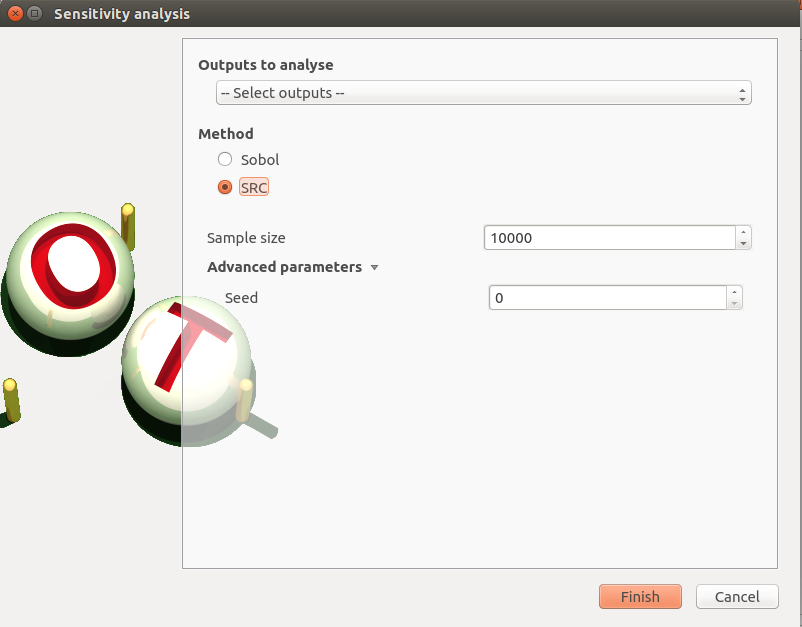 Sensitivity analysis
Outputs to analyse
-- Select outputs --
Method
Sobol
SRC
Sample size 10000
Advanced parameters
Seed 0
O
T
Finish Cancel